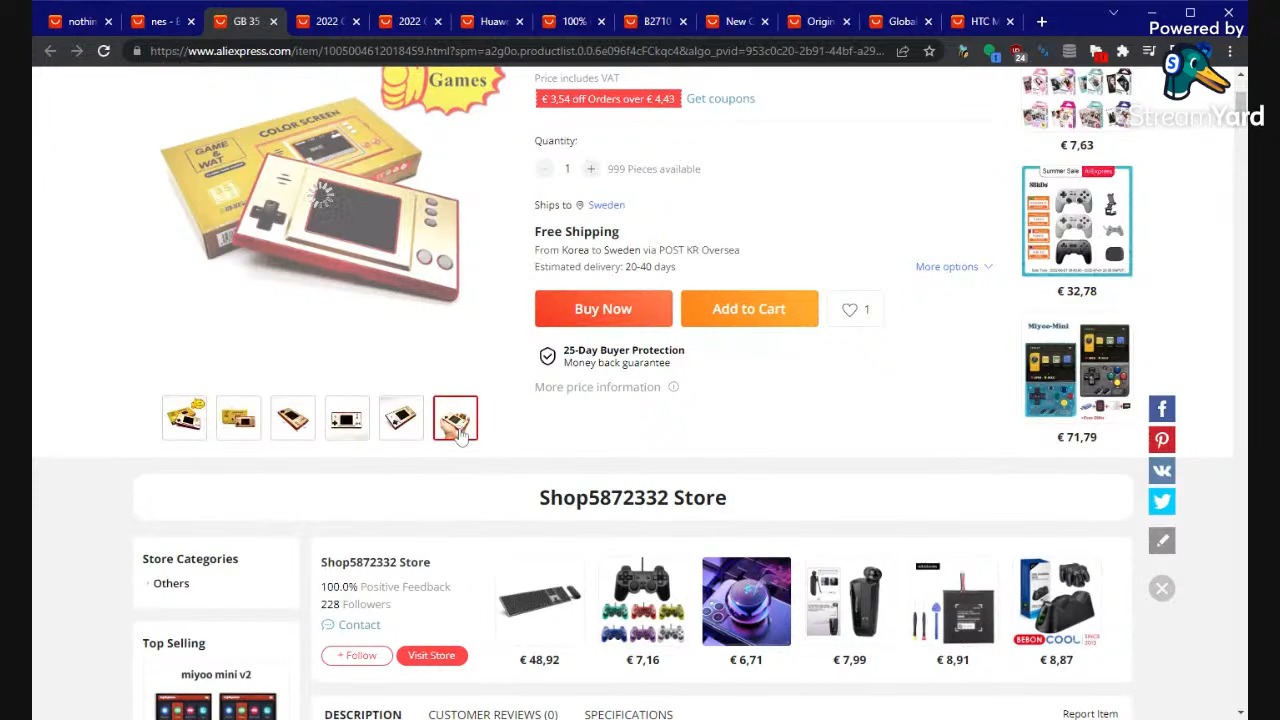 nothin
nes - E
GB 35
2022 C
2022 C
Huawe
100%
B2710
New C
Origin
Global
HTC M
Powered by
https://www.aliexpress.com/item/1005004612018459.html?spm=a2g0o.productlist.0.0.6e096f4cFCkqc4&algo_pvid=953c0c20-2b91-44bf-a29...
1
24
StreamYard
Games
COLOR SCREEN
GAME
& WAT
Price includes VAT
€ 3,54 off Orders over € 4,43
Get coupons
Quantity:
1
999 Pieces available
Ships to
Sweden
Free Shipping
From Korea to Sweden via POST KR Oversea
Estimated delivery: 20-40 days
More options
Buy Now
Add to Cart
1
25-Day Buyer Protection
Money back guarantee
More price information
€ 7,63
Summer Sale AliExpress
€ 32,78
Miyoo-Mini
€ 71,79
Shop5872332 Store
Store Categories
Others
Top Selling
miyoo mini v2
Shop5872332 Store
100.0% Positive Feedback
228 Followers
Contact
+ Follow
Visit Store
€ 48,92
€ 7,16
€ 6,71
€ 7,99
€ 8,91
BEBON COOL SINCE 2013
€ 8,87
DESCRIPTION
CUSTOMER REVIEWS (0)
SPECIFICATIONS
Report Item